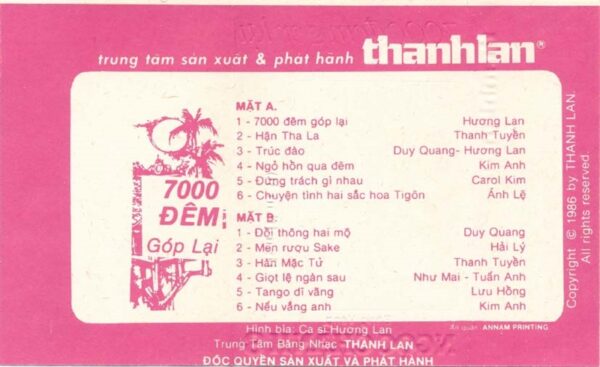 trung tâm sản xuất & phát hành thanhlan®
7000
ĐÊM
Góp Lại
MẶT A.
1 - 7000 đêm góp lại Hương Lan
2 - Hận Tha La Thanh Tuyền
3 - Trúc đào Duy Quang- Hương Lan
4 - Ngỏ hồn qua đêm Kim Anh
5 - Đừng trách gì nhau Carol Kim
6 - Chuyện tình hai sắc hoa Tigôn Ánh Lệ
MẶT B.
1 - Đồi thông hai mộ Duy Quang
2 - Men rượu Sake Hải Lý
3 - Hàn Mặc Tử Thanh Tuyền
4 - Giọt lệ ngàn sau Như Mai - Tuấn Anh
5 - Tango dĩ vãng Lưu Hồng
6 - Nếu vắng anh Kim Anh
Hình bìa: Ca sĩ Hương Lan
Ấn quán: ANNAM PRINTING
Trung Tâm Băng Nhạc THANH LAN
ĐỘC QUYỀN SẢN XUẤT VÀ PHÁT HÀNH
Copyright © 1986 by THANH LAN.
All rights reserved.